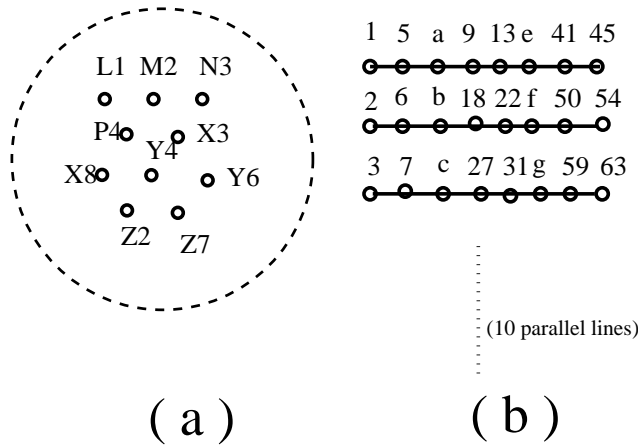 L1 M2 N3
P4 X3
Y4
X8 Y6
Z2 Z7
( a )
1 5 a 9 13 e 41 45
2 6 b 18 22 f 50 54
3 7 c 27 31 g 59 63
(10 parallel lines)
( b )